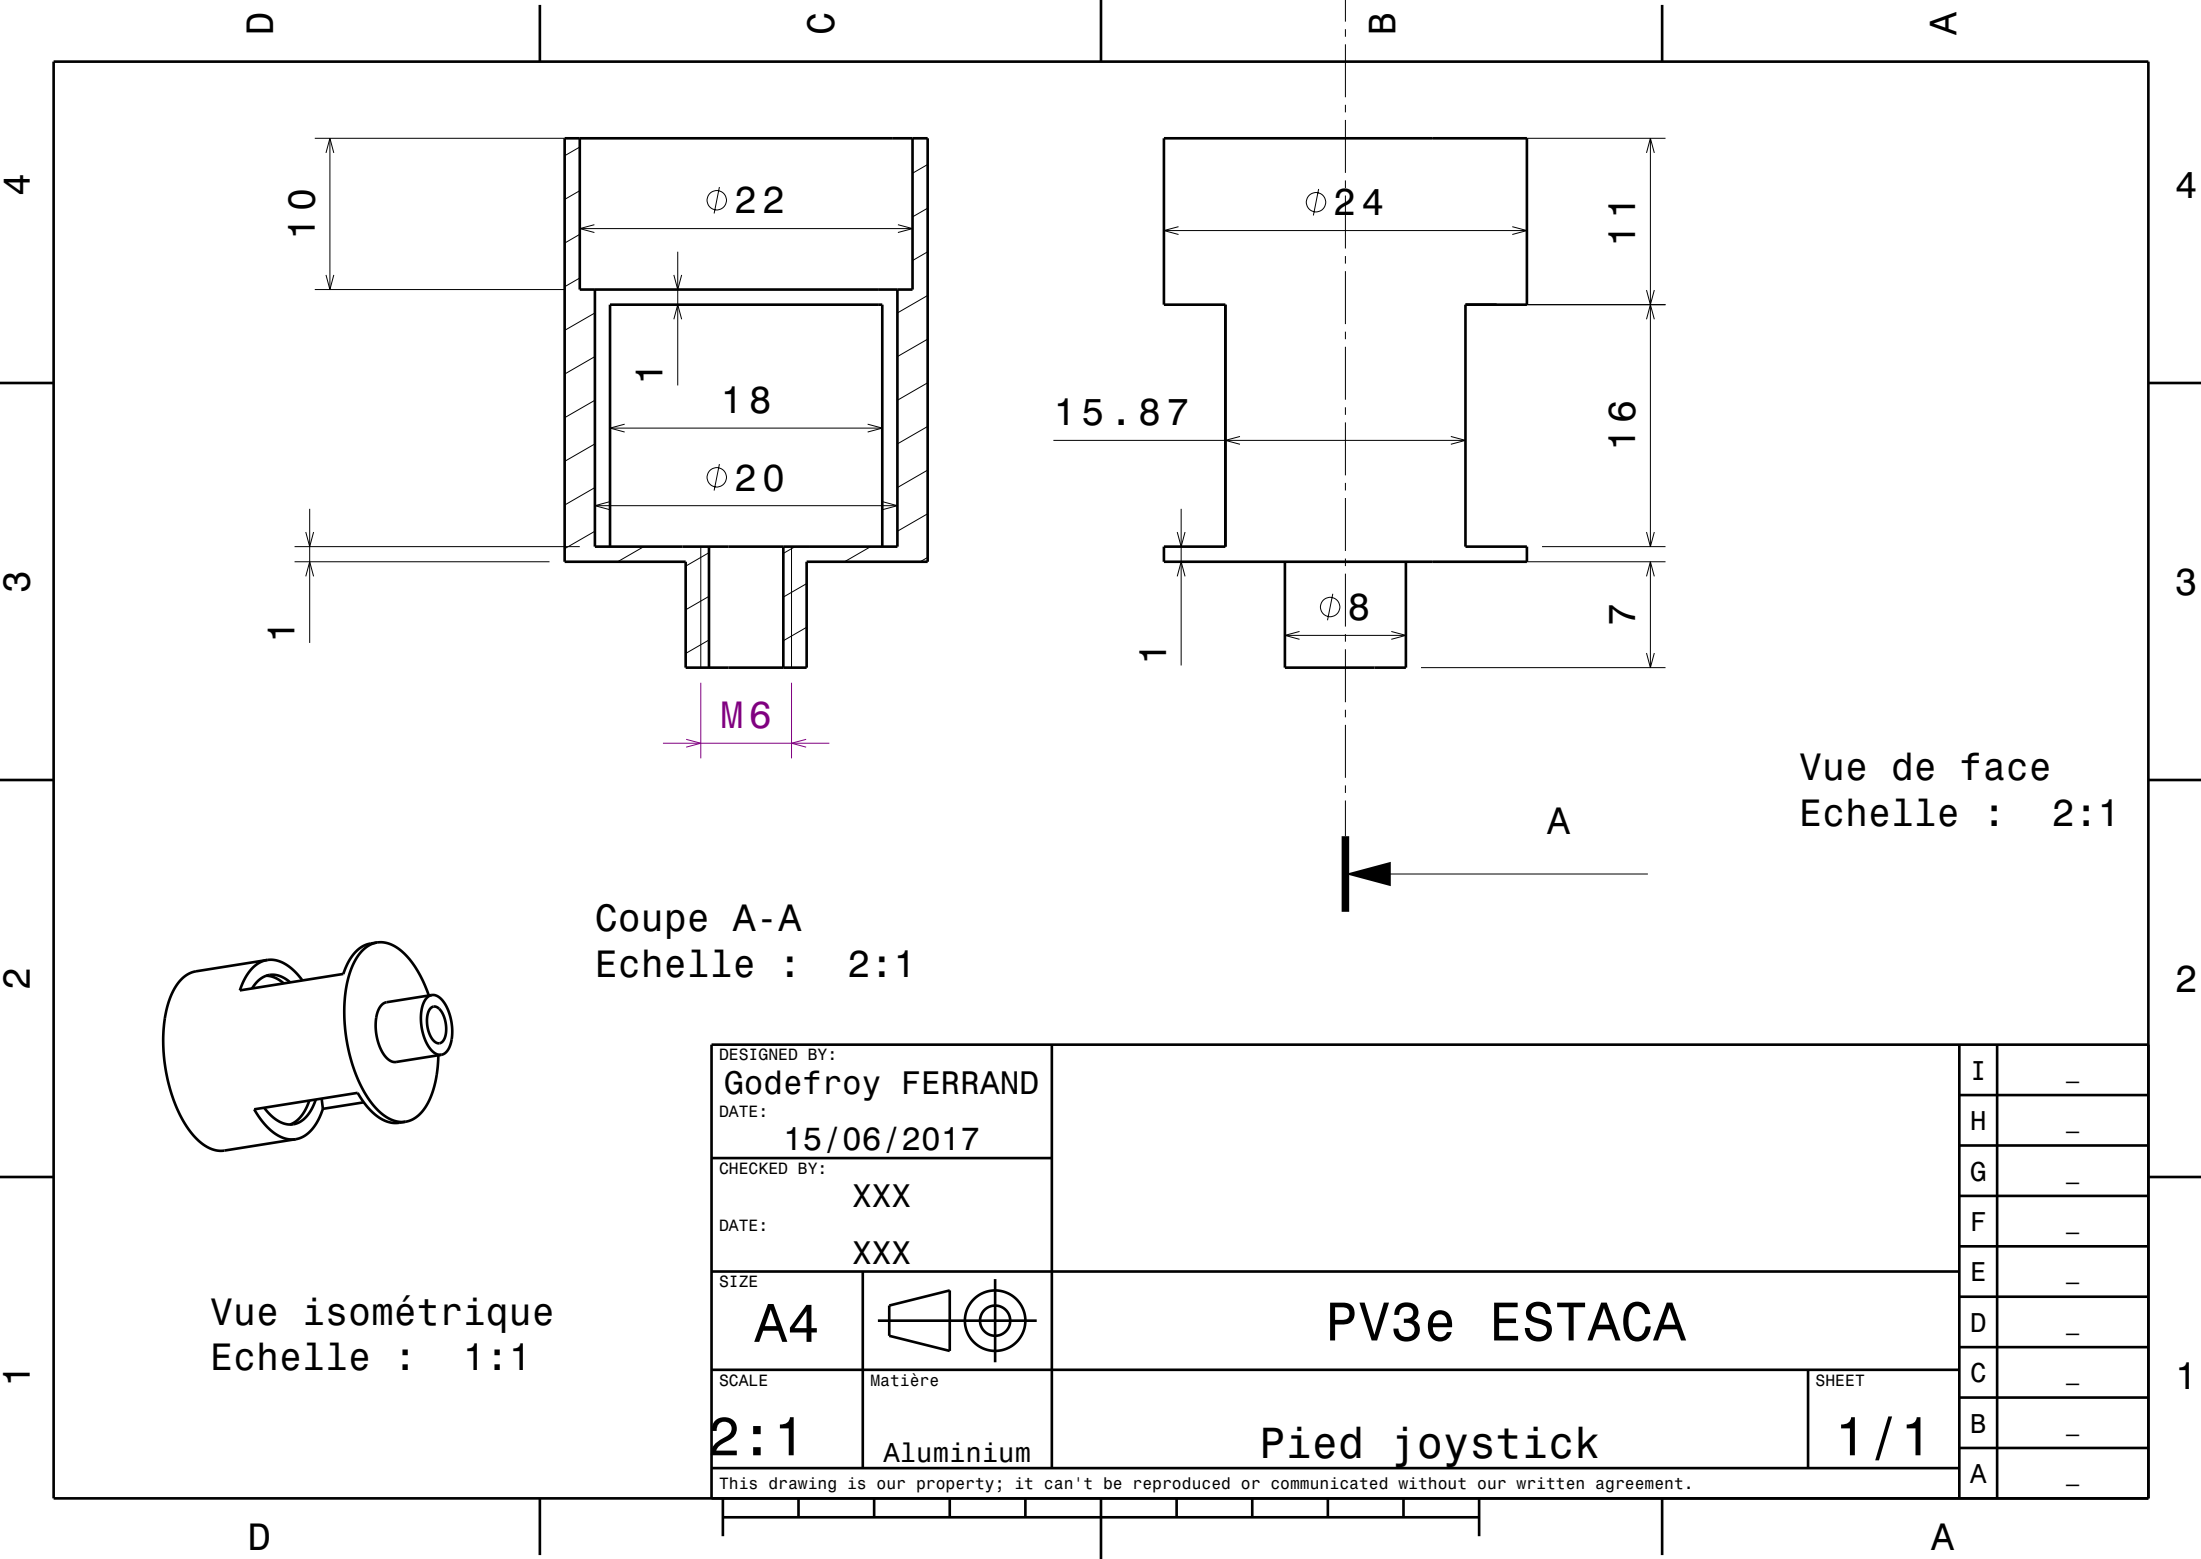 D C B A
4 4
3 3
2 2
1 1
D A
10
⌀22
1
18
⌀20
1
M6
⌀24
11
15.87
16
⌀8
7
1
Vue de face
Echelle : 2:1
A
Coupe A-A
Echelle : 2:1
Vue isométrique
Echelle : 1:1
DESIGNED BY:
Godefroy FERRAND
DATE:
15/06/2017
CHECKED BY:
XXX
DATE:
XXX
SIZE
A4
PV3e ESTACA
SCALE
2:1
Matière
Aluminium
Pied joystick
SHEET
1/1
This drawing is our property; it can't be reproduced or communicated without our written agreement.
I _
H _
G _
F _
E _
D _
C _
B _
A _